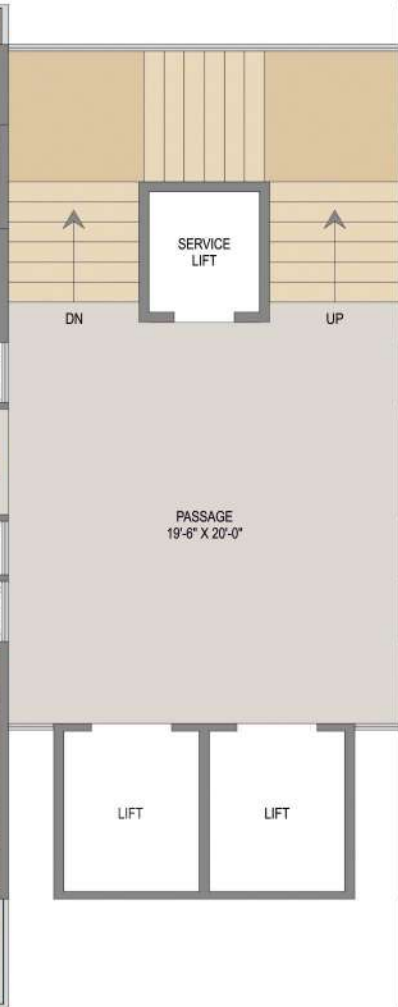 SERVICE
LIFT
DN
UP
PASSAGE
19'-6" X 20'-0"
LIFT
LIFT